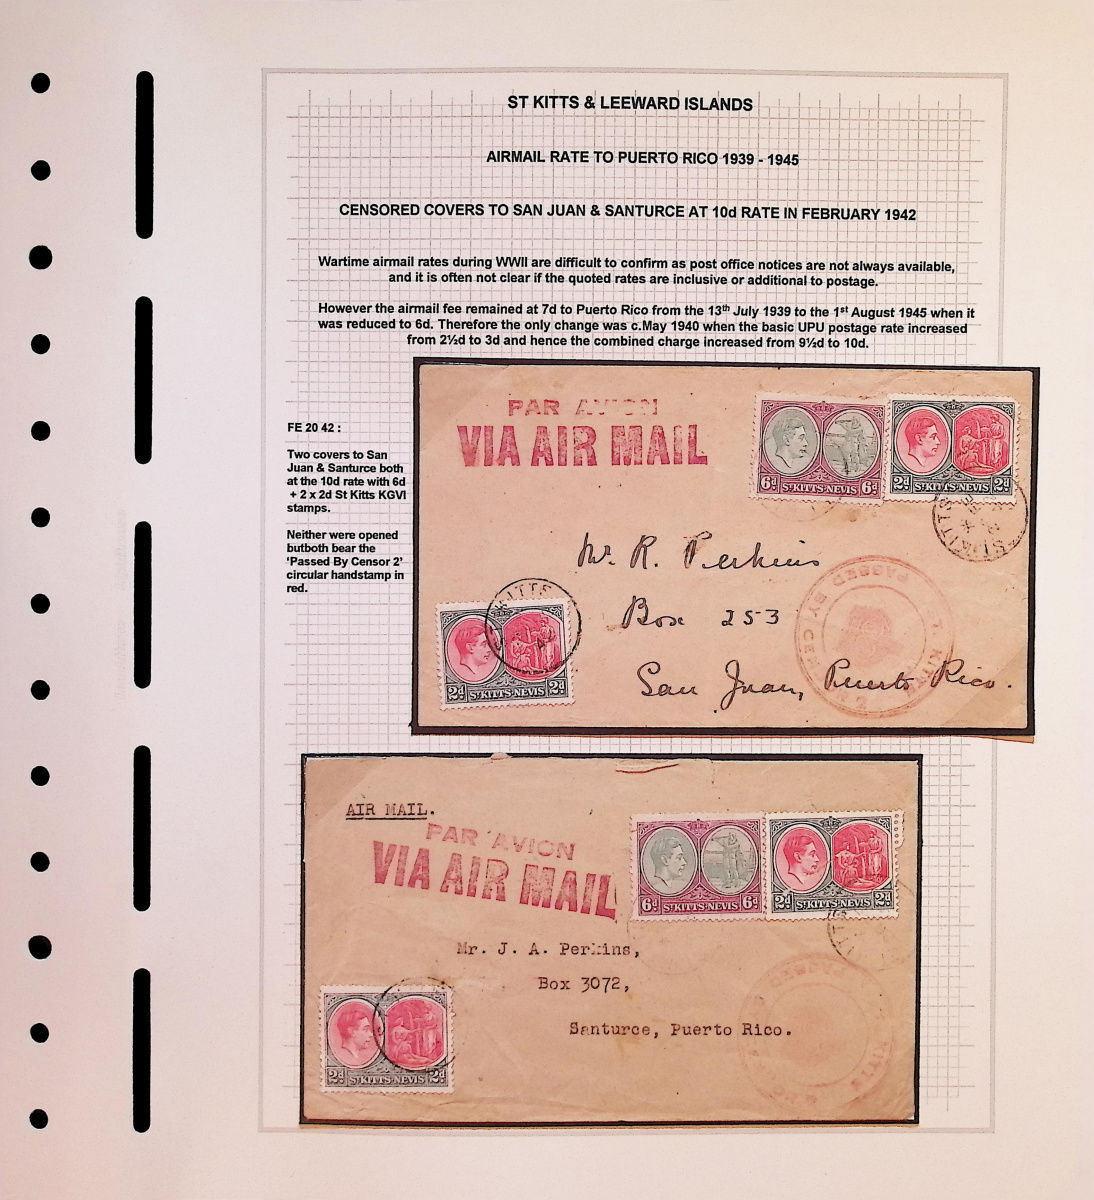 ST KITTS & LEEWARD ISLANDS
AIRMAIL RATE TO PUERTO RICO 1939 - 1945
CENSORED COVERS TO SAN JUAN & SANTURCE AT 10d RATE IN FEBRUARY 1942
Wartime airmail rates during WWII are difficult to confirm as post office notices are not always available,
and it is often not clear if the quoted rates are inclusive or additional to postage.
However the airmail fee remained at 7d to Puerto Rico from the 13th July 1939 to the 1st August 1945 when it
was reduced to 6d. Therefore the only change was c.May 1940 when the basic UPU postage rate increased
from 2½d to 3d and hence the combined charge increased from 9½d to 10d.
FE 20 42 :
Two covers to San
Juan & Santurce both
at the 10d rate with 6d
+ 2 x 2d St Kitts KGVI
stamps.
Neither were opened
butboth bear the
'Passed By Censor 2'
circular handstamp in
red.
PAR AVION
VIA AIR MAIL
6d ST KITTS-NEVIS 6d
2d ST KITTS-NEVIS 2d
ST KITTS
Mr. R. Perkins
Box 253
San Juan, Puerto Rico.
PASSED BY CENSOR
2
ST KITTS
2d ST KITTS-NEVIS 2d
AIR MAIL.
PAR AVION
VIA AIR MAIL
6d ST KITTS-NEVIS 6d
2d ST KITTS-NEVIS 2d
Mr. J. A. Perkins,
Box 3072,
Santurce, Puerto Rico.
2d ST KITTS-NEVIS 2d